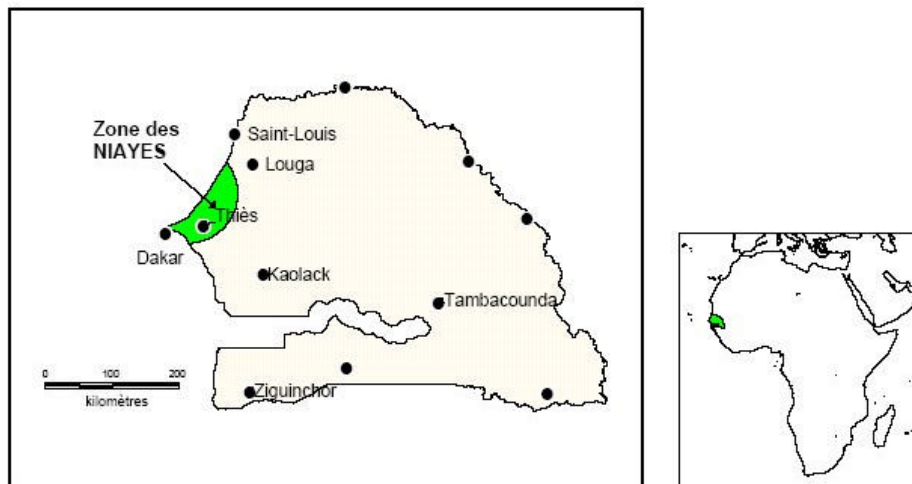 Zone des
NIAYES
Saint-Louis
Louga
Thiès
Dakar
Kaolack
Tambacounda
Ziguinchor
0 100 200
kilomètres